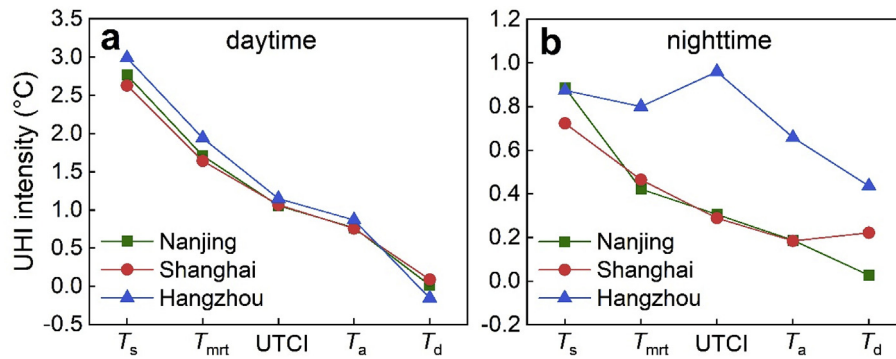 a daytime
UHI intensity (°C)
3.5
3.0
2.5
2.0
1.5
1.0
0.5
0.0
-0.5
Nanjing
Shanghai
Hangzhou
Ts Tmrt UTCI Ta Td
b nighttime
1.2
1.0
0.8
0.6
0.4
0.2
0.0
-0.2
Nanjing
Shanghai
Hangzhou
Ts Tmrt UTCI Ta Td